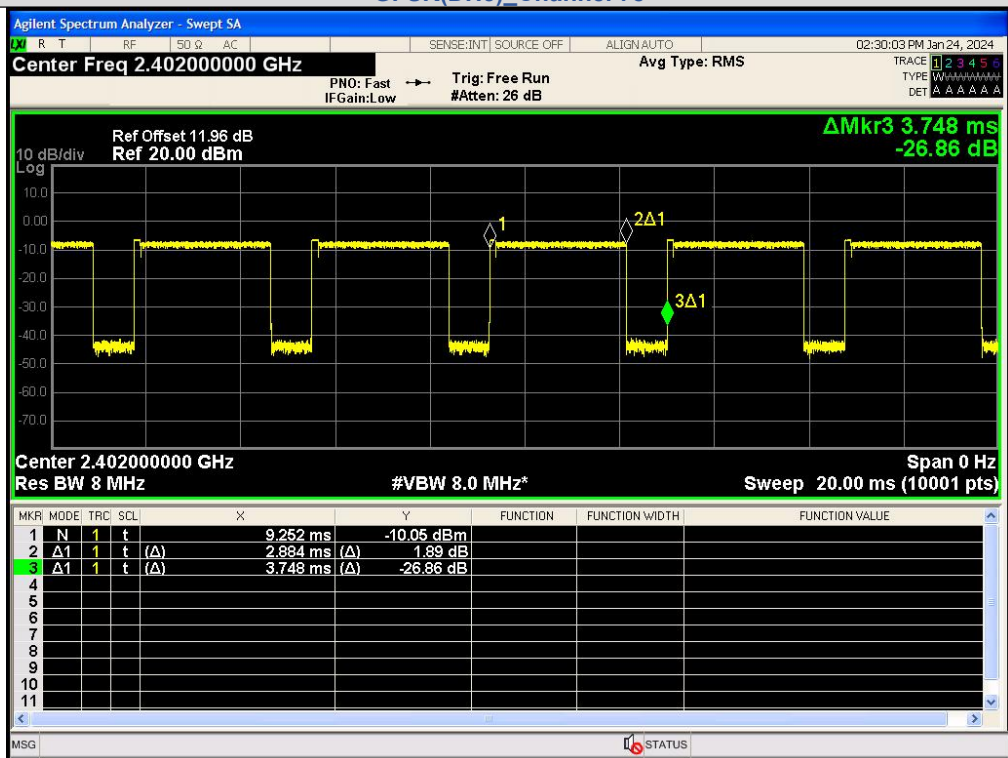 Agilent Spectrum Analyzer - Swept SA
LXI R T RF 50 Ω AC SENSE:INT SOURCE OFF ALIGN AUTO 02:30:03 PM Jan 24, 2024
Center Freq 2.402000000 GHz Avg Type: RMS TRACE 1 2 3 4 5 6
PNO: Fast Trig: Free Run TYPE W
IFGain:Low #Atten: 26 dB DET A A A A A A
Ref Offset 11.96 dB ΔMkr3 3.748 ms
10 dB/div Ref 20.00 dBm -26.86 dB
Log
10.0
0.00
-10.0
-20.0
-30.0
-40.0
-50.0
-60.0
-70.0
1
2Δ1
3Δ1
Center 2.402000000 GHz Span 0 Hz
Res BW 8 MHz #VBW 8.0 MHz* Sweep 20.00 ms (10001 pts)
MKR MODE TRC SCL X Y FUNCTION FUNCTION WIDTH FUNCTION VALUE
1 N 1 t 9.252 ms -10.05 dBm
2 Δ1 1 t (Δ) 2.884 ms (Δ) 1.89 dB
3 Δ1 1 t (Δ) 3.748 ms (Δ) -26.86 dB
4
5
6
7
8
9
10
11
MSG STATUS